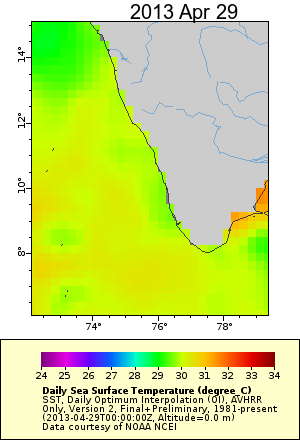 2013 Apr 29
14°
12°
10°
8°
74° 76° 78°
24 25 26 27 28 29 30 31 32 33 34
Daily Sea Surface Temperature (degree_C)
SST, Daily Optimum Interpolation (OI), AVHRR
Only, Version 2, Final+Preliminary, 1981-present
(2013-04-29T00:00:00Z, Altitude=0.0 m)
Data courtesy of NOAA NCEI